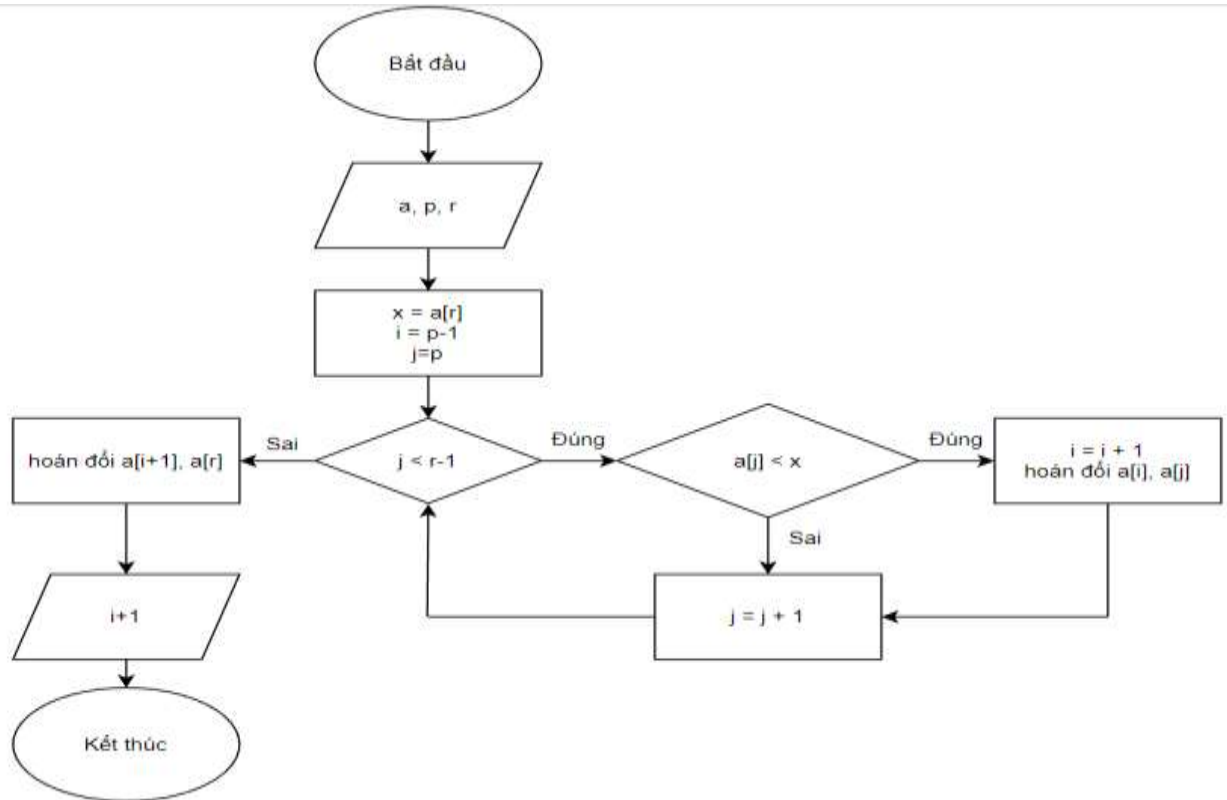 Bắt đầu
a, p, r
x = a[r]
i = p-1
j=p
j < r-1
Sai
hoán đổi a[i+1], a[r]
i+1
Kết thúc
Đúng
a[j] < x
Đúng
i = i + 1
hoán đổi a[i], a[j]
Sai
j = j + 1